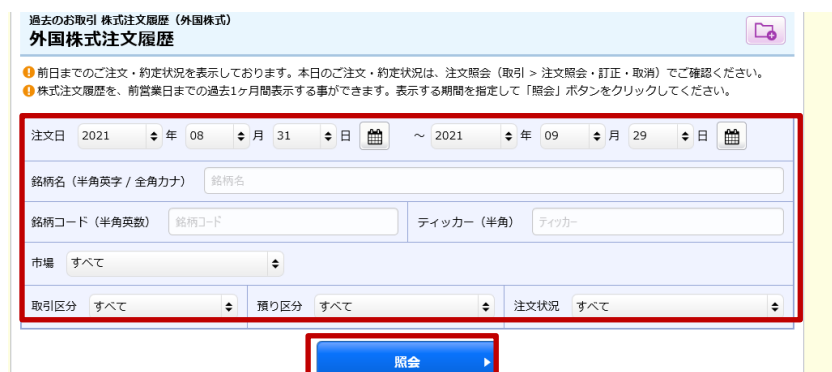 過去のお取引 株式注文履歴（外国株式）
外国株式注文履歴
前日までのご注文・約定状況を表示しております。本日のご注文・約定状況は、注文照会（取引 > 注文照会・訂正・取消）でご確認ください。
株式注文履歴を、前営業日までの過去1ヶ月間表示する事ができます。表示する期間を指定して「照会」ボタンをクリックしてください。
注文日 2021 年 08 月 31 日 ～ 2021 年 09 月 29 日
銘柄名（半角英字 / 全角カナ） 銘柄名
銘柄コード（半角英数） 銘柄コード ティッカー（半角） ティッカー
市場 すべて
取引区分 すべて 預り区分 すべて 注文状況 すべて
照会